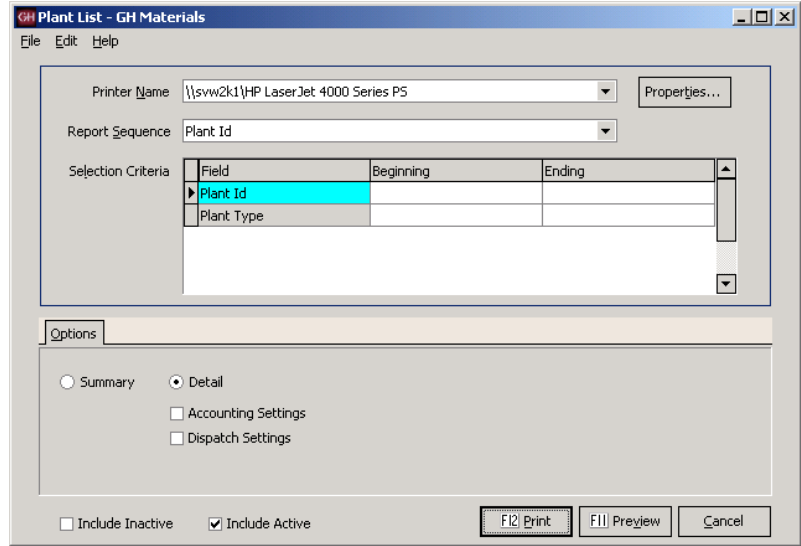 GH Plant List - GH Materials
File Edit Help
Printer Name \\svw2k1\HP LaserJet 4000 Series PS Properties...
Report Sequence Plant Id
Selection Criteria Field Beginning Ending
Plant Id
Plant Type
Options
Summary Detail
Accounting Settings
Dispatch Settings
Include Inactive Include Active F12 Print F11 Preview Cancel